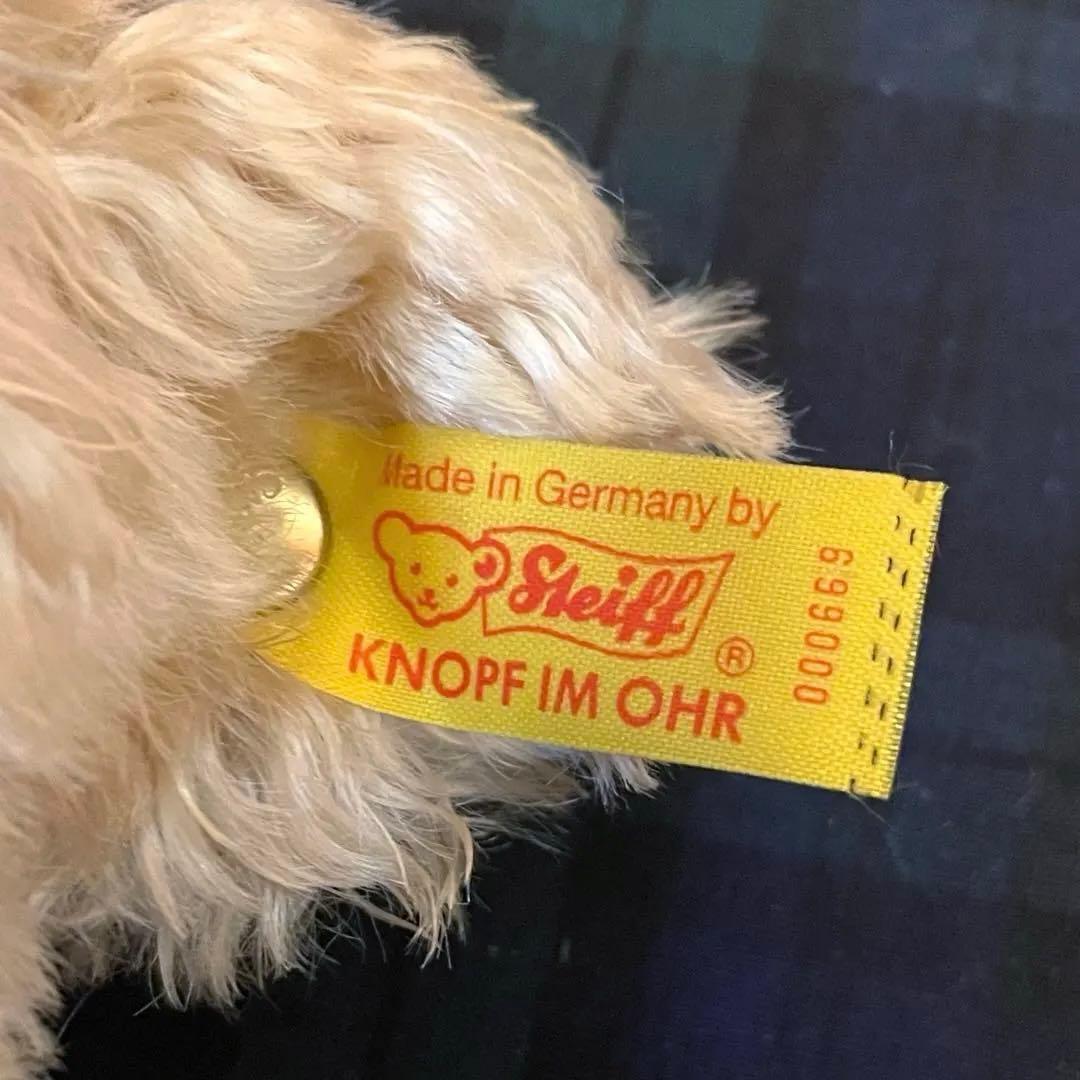 Made in Germany by
Steiff
®
KNOPF IM OHR
000669